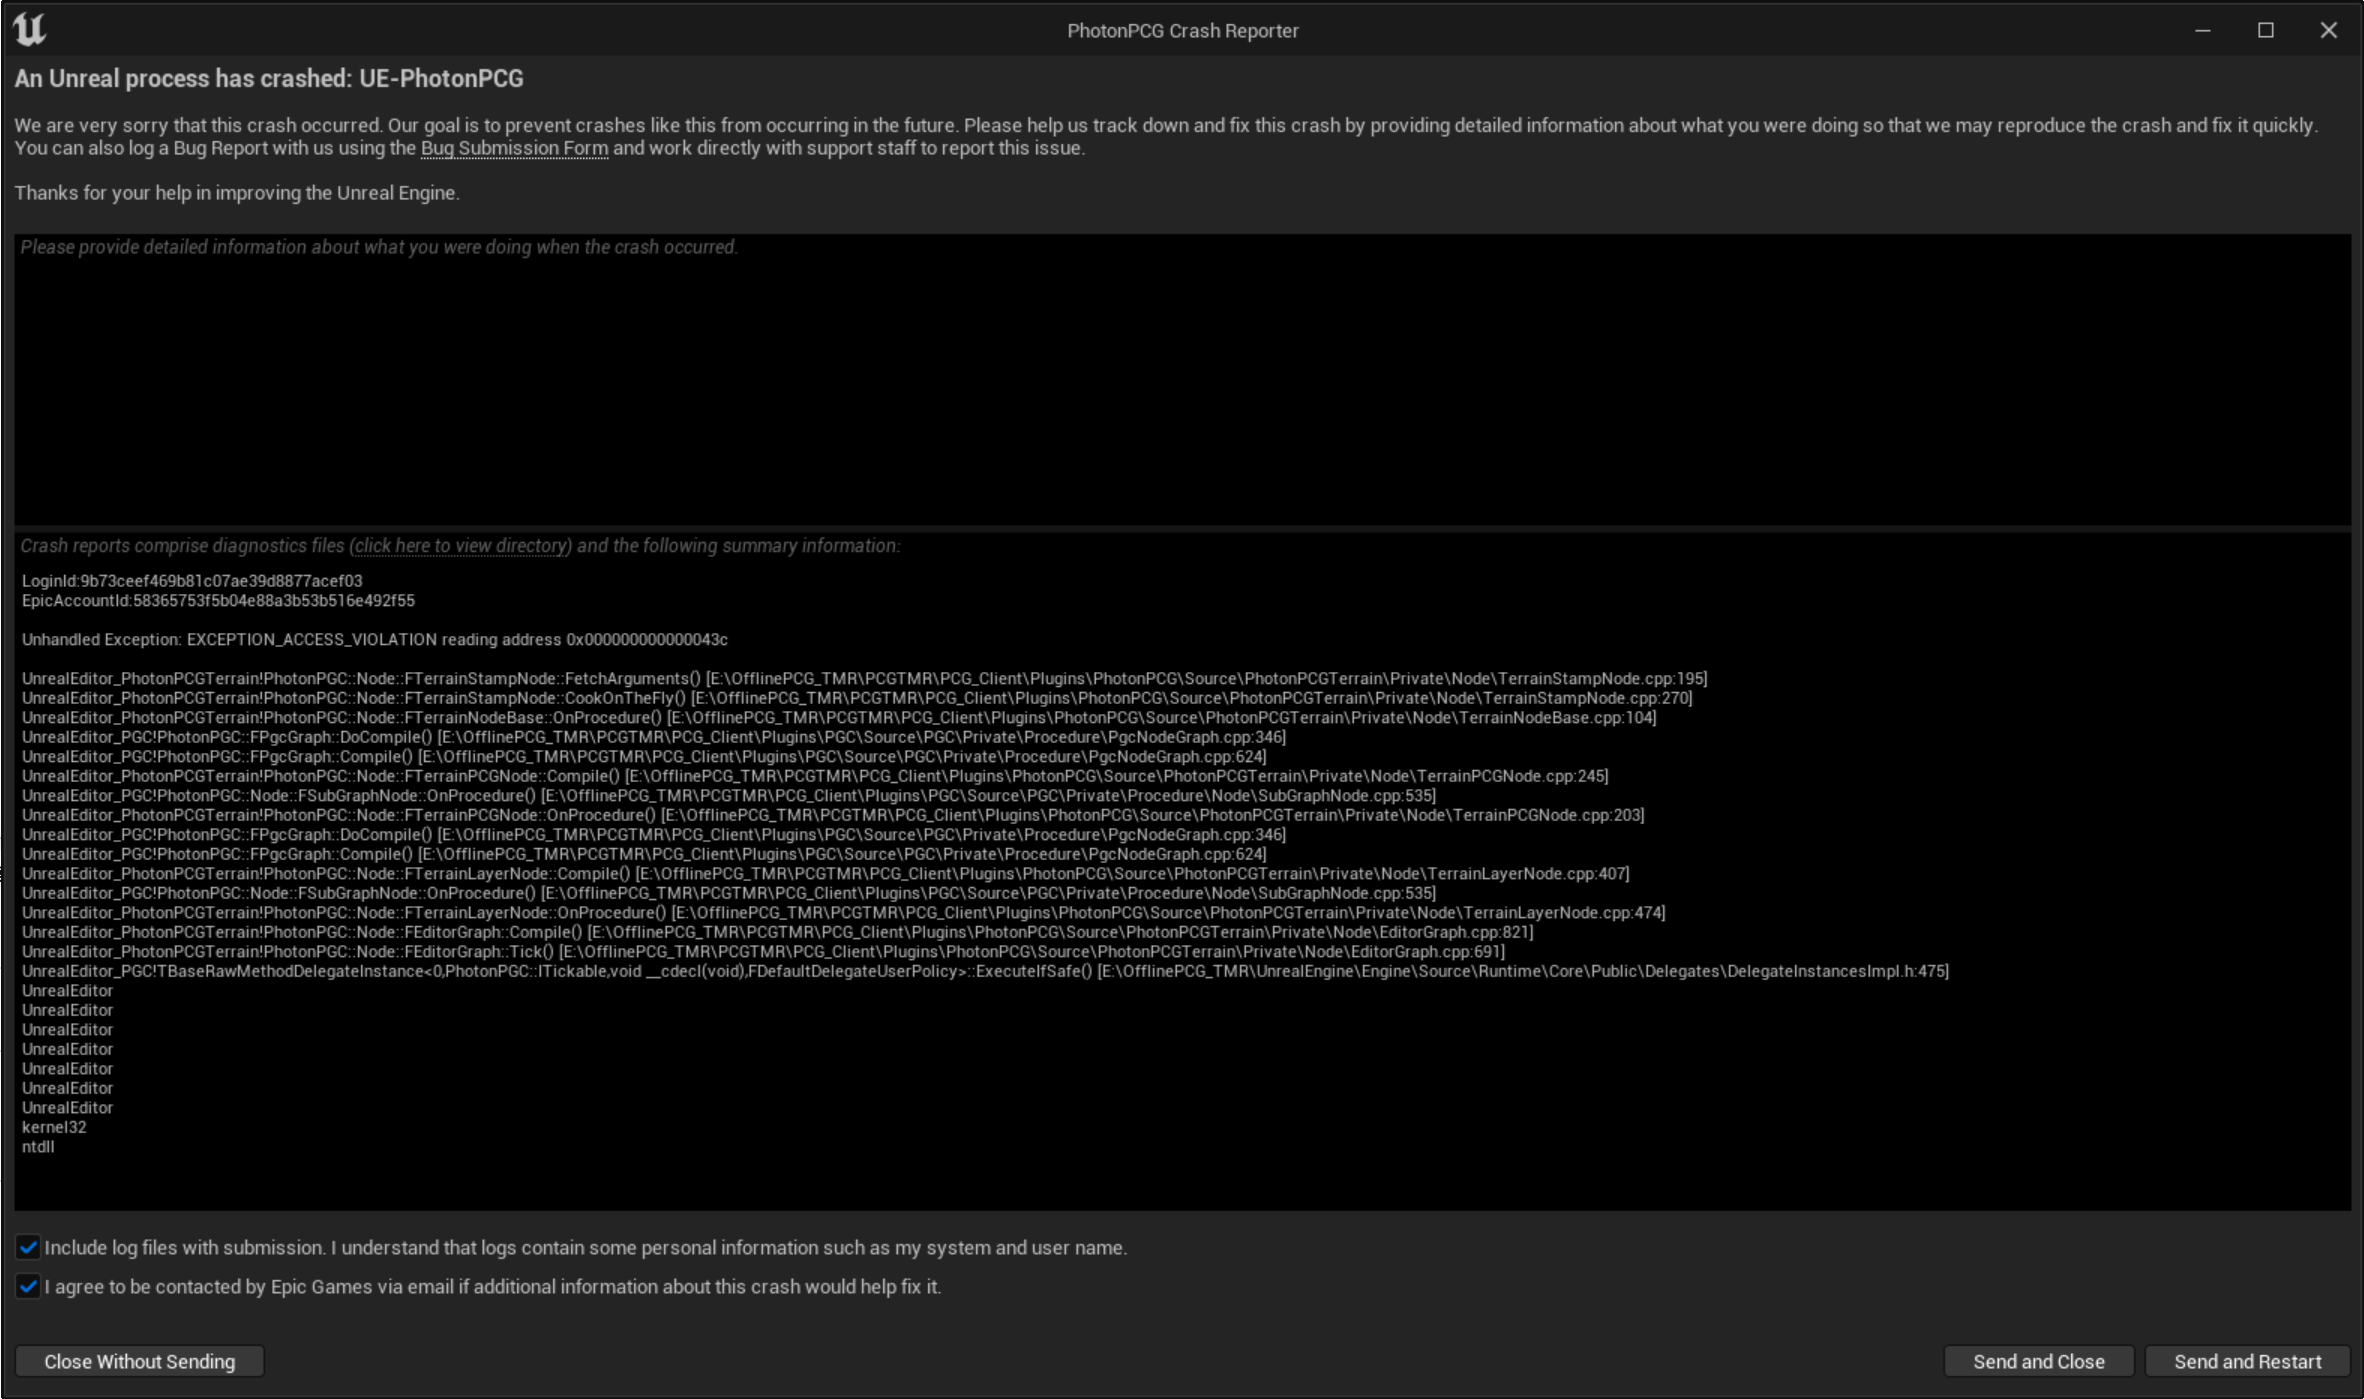 PhotonPCG Crash Reporter
An Unreal process has crashed: UE-PhotonPCG
We are very sorry that this crash occurred. Our goal is to prevent crashes like this from occurring in the future. Please help us track down and fix this crash by providing detailed information about what you were doing so that we may reproduce the crash and fix it quickly.
You can also log a Bug Report with us using the Bug Submission Form and work directly with support staff to report this issue.
Thanks for your help in improving the Unreal Engine.
Please provide detailed information about what you were doing when the crash occurred.
Crash reports comprise diagnostics files (click here to view directory) and the following summary information:
LoginId:9b73ceef469b81c07ae39d8877acef03
EpicAccountId:58365753f5b04e88a3b53b516e492f55
Unhandled Exception: EXCEPTION_ACCESS_VIOLATION reading address 0x000000000000043c
UnrealEditor_PhotonPCGTerrain!PhotonPGC::Node::FTerrainStampNode::FetchArguments() [E:\OfflinePCG_TMR\PCGTMR\PCG_Client\Plugins\PhotonPCG\Source\PhotonPCGTerrain\Private\Node\TerrainStampNode.cpp:195]
UnrealEditor_PhotonPCGTerrain!PhotonPGC::Node::FTerrainStampNode::CookOnTheFly() [E:\OfflinePCG_TMR\PCGTMR\PCG_Client\Plugins\PhotonPCG\Source\PhotonPCGTerrain\Private\Node\TerrainStampNode.cpp:270]
UnrealEditor_PhotonPCGTerrain!PhotonPGC::Node::FTerrainNodeBase::OnProcedure() [E:\OfflinePCG_TMR\PCGTMR\PCG_Client\Plugins\PhotonPCG\Source\PhotonPCGTerrain\Private\Node\TerrainNodeBase.cpp:104]
UnrealEditor_PGC!PhotonPGC::FPgcGraph::DoCompile() [E:\OfflinePCG_TMR\PCGTMR\PCG_Client\Plugins\PGC\Source\PGC\Private\Procedure\PgcNodeGraph.cpp:346]
UnrealEditor_PGC!PhotonPGC::FPgcGraph::Compile() [E:\OfflinePCG_TMR\PCGTMR\PCG_Client\Plugins\PGC\Source\PGC\Private\Procedure\PgcNodeGraph.cpp:624]
UnrealEditor_PhotonPCGTerrain!PhotonPGC::Node::FTerrainPCGNode::Compile() [E:\OfflinePCG_TMR\PCGTMR\PCG_Client\Plugins\PhotonPCG\Source\PhotonPCGTerrain\Private\Node\TerrainPCGNode.cpp:245]
UnrealEditor_PGC!PhotonPGC::Node::FSubGraphNode::OnProcedure() [E:\OfflinePCG_TMR\PCGTMR\PCG_Client\Plugins\PGC\Source\PGC\Private\Procedure\Node\SubGraphNode.cpp:535]
UnrealEditor_PhotonPCGTerrain!PhotonPGC::Node::FTerrainPCGNode::OnProcedure() [E:\OfflinePCG_TMR\PCGTMR\PCG_Client\Plugins\PhotonPCG\Source\PhotonPCGTerrain\Private\Node\TerrainPCGNode.cpp:203]
UnrealEditor_PGC!PhotonPGC::FPgcGraph::DoCompile() [E:\OfflinePCG_TMR\PCGTMR\PCG_Client\Plugins\PGC\Source\PGC\Private\Procedure\PgcNodeGraph.cpp:346]
UnrealEditor_PGC!PhotonPGC::FPgcGraph::Compile() [E:\OfflinePCG_TMR\PCGTMR\PCG_Client\Plugins\PGC\Source\PGC\Private\Procedure\PgcNodeGraph.cpp:624]
UnrealEditor_PhotonPCGTerrain!PhotonPGC::Node::FTerrainLayerNode::Compile() [E:\OfflinePCG_TMR\PCGTMR\PCG_Client\Plugins\PhotonPCG\Source\PhotonPCGTerrain\Private\Node\TerrainLayerNode.cpp:407]
UnrealEditor_PGC!PhotonPGC::Node::FSubGraphNode::OnProcedure() [E:\OfflinePCG_TMR\PCGTMR\PCG_Client\Plugins\PGC\Source\PGC\Private\Procedure\Node\SubGraphNode.cpp:535]
UnrealEditor_PhotonPCGTerrain!PhotonPGC::Node::FTerrainLayerNode::OnProcedure() [E:\OfflinePCG_TMR\PCGTMR\PCG_Client\Plugins\PhotonPCG\Source\PhotonPCGTerrain\Private\Node\TerrainLayerNode.cpp:474]
UnrealEditor_PhotonPCGTerrain!PhotonPGC::Node::FEditorGraph::Compile() [E:\OfflinePCG_TMR\PCGTMR\PCG_Client\Plugins\PhotonPCG\Source\PhotonPCGTerrain\Private\Node\EditorGraph.cpp:821]
UnrealEditor_PhotonPCGTerrain!PhotonPGC::Node::FEditorGraph::Tick() [E:\OfflinePCG_TMR\PCGTMR\PCG_Client\Plugins\PhotonPCG\Source\PhotonPCGTerrain\Private\Node\EditorGraph.cpp:691]
UnrealEditor_PGC!TBaseRawMethodDelegateInstance<0,PhotonPGC::ITickable,void __cdecl(void),FDefaultDelegateUserPolicy>::ExecuteIfSafe() [E:\OfflinePCG_TMR\UnrealEngine\Engine\Source\Runtime\Core\Public\Delegates\DelegateInstancesImpl.h:475]
UnrealEditor
UnrealEditor
UnrealEditor
UnrealEditor
UnrealEditor
UnrealEditor
UnrealEditor
kernel32
ntdll
Include log files with submission. I understand that logs contain some personal information such as my system and user name.
I agree to be contacted by Epic Games via email if additional information about this crash would help fix it.
Close Without Sending
Send and Close
Send and Restart